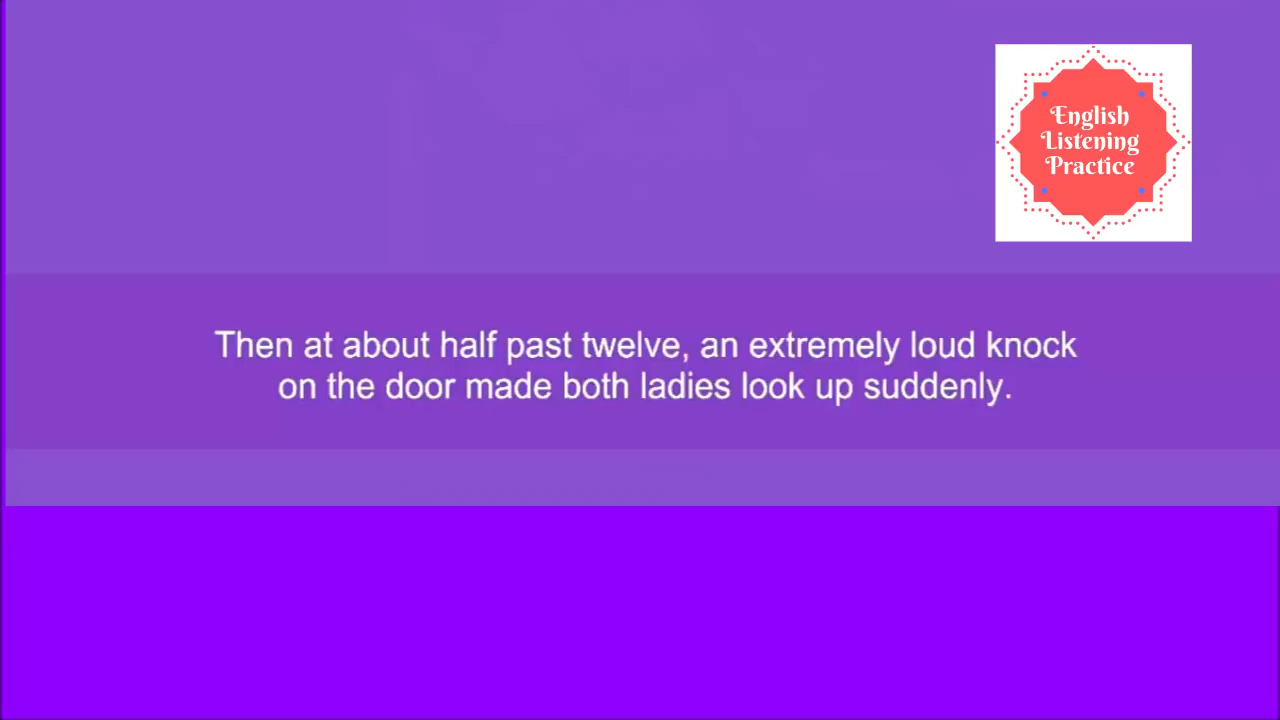 English
Listening
Practice
Then at about half past twelve, an extremely loud knock
on the door made both ladies look up suddenly.